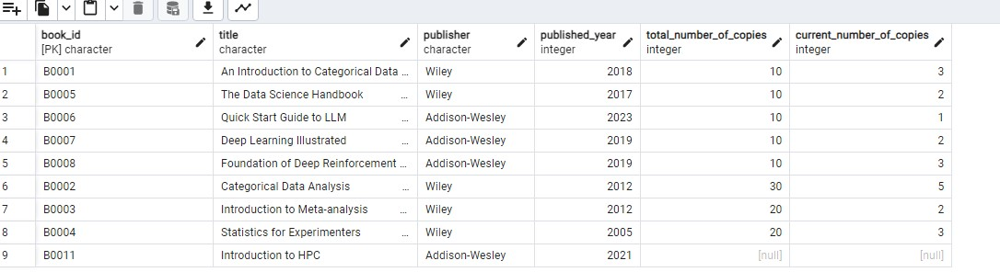 book_id title publisher published_year total_number_of_copies current_number_of_copies
[PK] character character character integer integer integer
1 B0001 An Introduction to Categorical Data ... Wiley 2018 10 3
2 B0005 The Data Science Handbook ... Wiley 2017 10 2
3 B0006 Quick Start Guide to LLM ... Addison-Wesley 2023 10 1
4 B0007 Deep Learning Illustrated ... Addison-Wesley 2019 10 2
5 B0008 Foundation of Deep Reinforcement ... Addison-Wesley 2019 10 3
6 B0002 Categorical Data Analysis ... Wiley 2012 30 5
7 B0003 Introduction to Meta-analysis ... Wiley 2012 20 2
8 B0004 Statistics for Experimenters ... Wiley 2005 20 3
9 B0011 Introduction to HPC Addison-Wesley 2021 [null] [null]